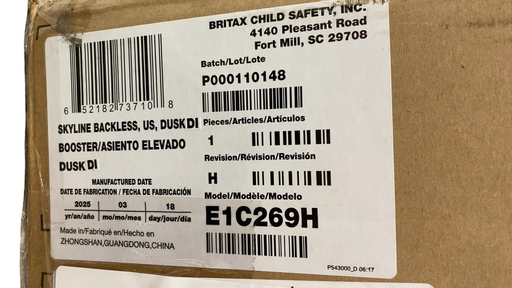 BRITAX CHILD SAFETY, INC.
4140 Pleasant Road
Fort Mill, SC 29708
Batch/Lot/Lote
P000110148
6 52182 73710 8
SKYLINE BACKLESS, US, DUSK DI
BOOSTER/ASIENTO ELEVADO
DUSK DI
Pieces/Articles/Artículos
1
Revision/Révision/Revisión
H
Model/Modèle/Modelo
E1C269H
MANUFACTURED DATE
DATE DE FABRICATION / FECHA DE FABRICACIÓN
2025 03 18
yr/an/año mo/mo/mes day/jour/día
Made in/Fabriqué en/Hecho en
ZHONGSHAN,GUANGDONG,CHINA
P543000_D 06:17